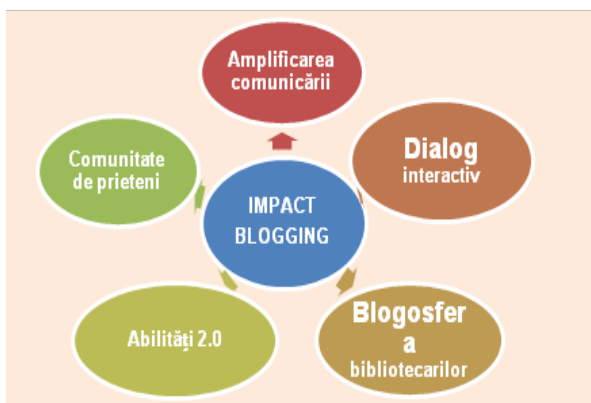 Amplificarea
comunicării
Dialog
interactiv
Comunitate
de prieteni
IMPACT
BLOGGING
Abilități 2.0
Blogosfer
a
bibliotecarilor